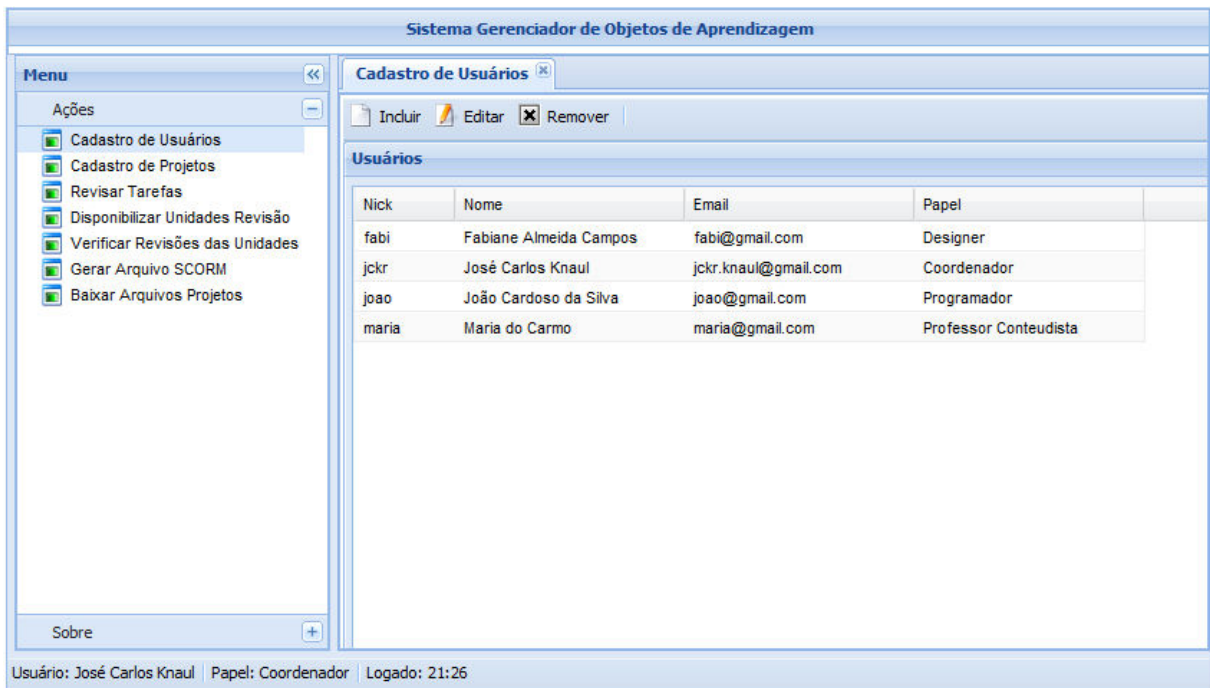 Sistema Gerenciador de Objetos de Aprendizagem
Menu
Ações
Cadastro de Usuários
Cadastro de Projetos
Revisar Tarefas
Disponibilizar Unidades Revisão
Verificar Revisões das Unidades
Gerar Arquivo SCORM
Baixar Arquivos Projetos
Sobre
Cadastro de Usuários
Incluir Editar Remover
Usuários
Nick Nome Email Papel
fabi Fabiane Almeida Campos fabi@gmail.com Designer
jckr José Carlos Knaul jckr.knaul@gmail.com Coordenador
joao João Cardoso da Silva joao@gmail.com Programador
maria Maria do Carmo maria@gmail.com Professor Conteudista
Usuário: José Carlos Knaul Papel: Coordenador Logado: 21:26